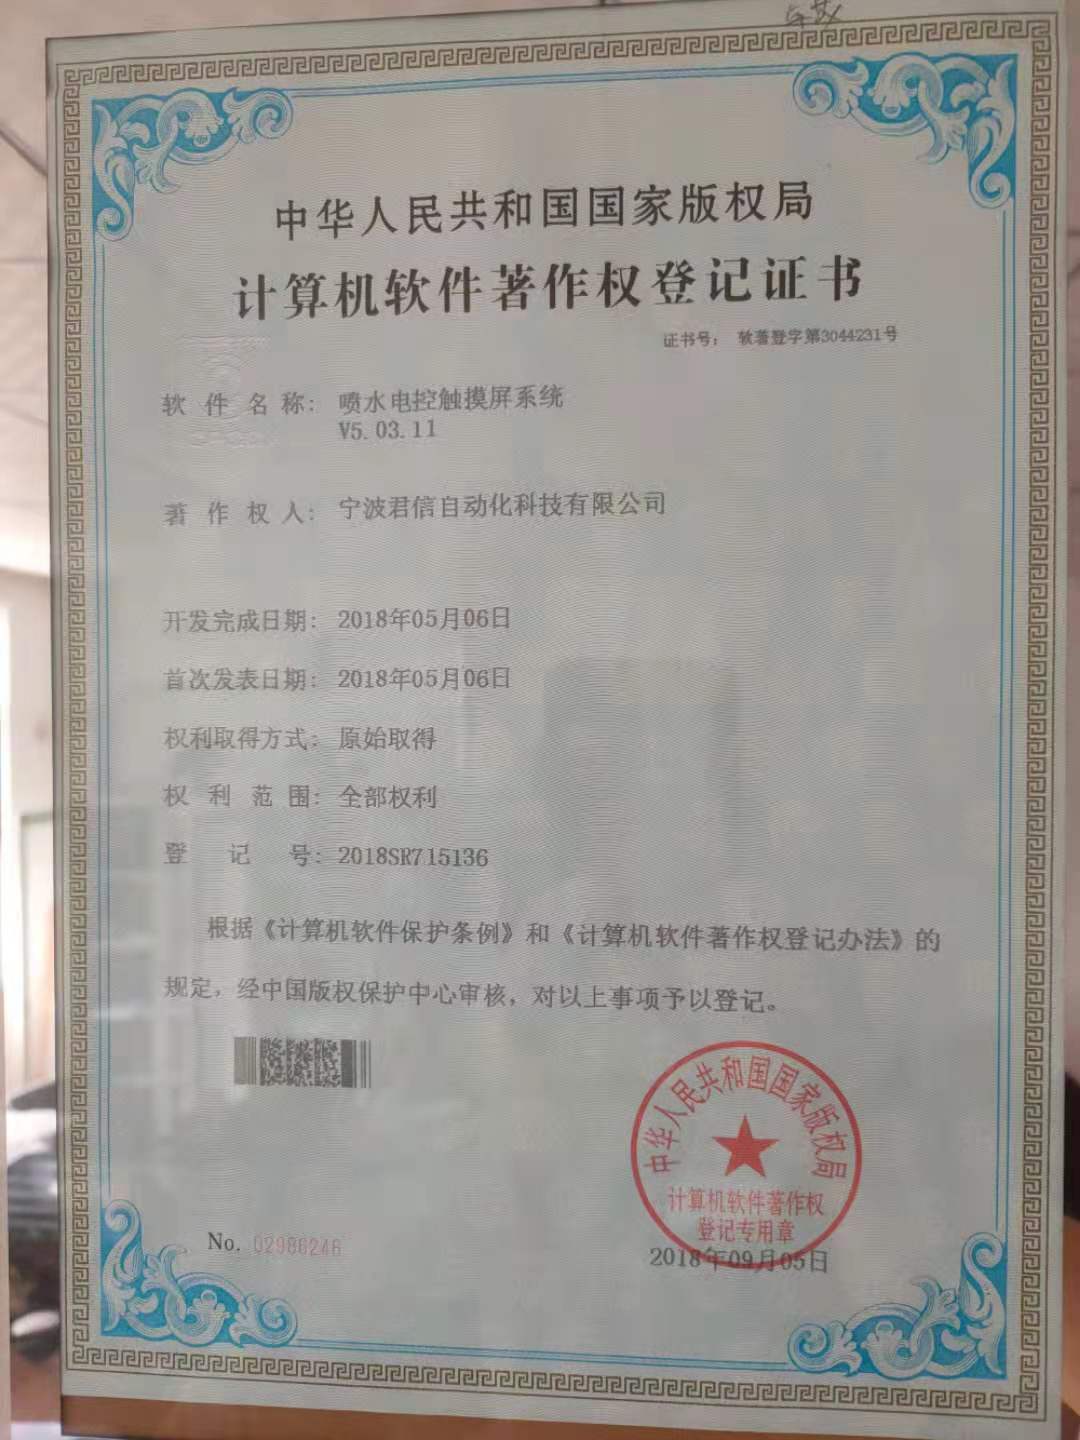 中华人民共和国国家版权局
计算机软件著作权登记证书
证书号： 软著登字第3044231号
软件名称： 喷水电控触摸屏系统
V5.03.11
著作权人： 宁波君信自动化科技有限公司
开发完成日期： 2018年05月06日
首次发表日期： 2018年05月06日
权利取得方式： 原始取得
权利范围： 全部权利
登记号： 2018SR715136
根据《计算机软件保护条例》和《计算机软件著作权登记办法》的
规定，经中国版权保护中心审核，对以上事项予以登记。
中华人民共和国国家版权局
计算机软件著作权
登记专用章
No. 02986246
2018年09月05日